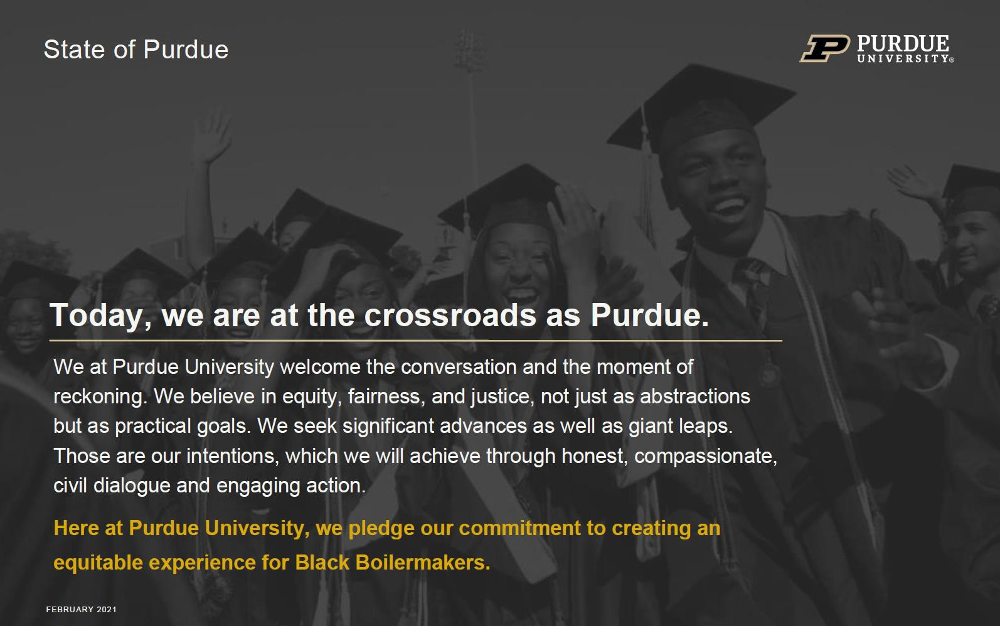 State of Purdue
PURDUE
UNIVERSITY®
Today, we are at the crossroads as Purdue.
We at Purdue University welcome the conversation and the moment of
reckoning. We believe in equity, fairness, and justice, not just as abstractions
but as practical goals. We seek significant advances as well as giant leaps.
Those are our intentions, which we will achieve through honest, compassionate,
civil dialogue and engaging action.
Here at Purdue University, we pledge our commitment to creating an
equitable experience for Black Boilermakers.
FEBRUARY 2021